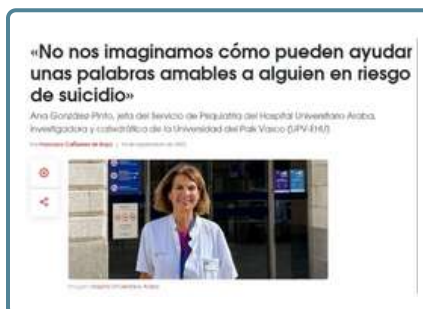 «No nos imaginamos cómo pueden ayudar
unas palabras amables a alguien en riesgo
de suicidio»
Ana González-Pinto, jefa del Servicio de Psiquiatría del Hospital Universitario Araba,
investigadora y catedrática de la Universidad del País Vasco (UPV-EHU)